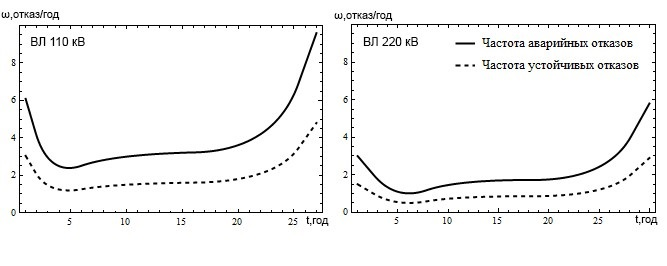 ω,отказ/год
ВЛ 110 кВ
8
6
4
2
0
5
10
15
20
25
t,год
ω,отказ/год
ВЛ 220 кВ
Частота аварийных отказов
Частота устойчивых отказов
8
6
4
2
0
5
10
15
20
25
t,год